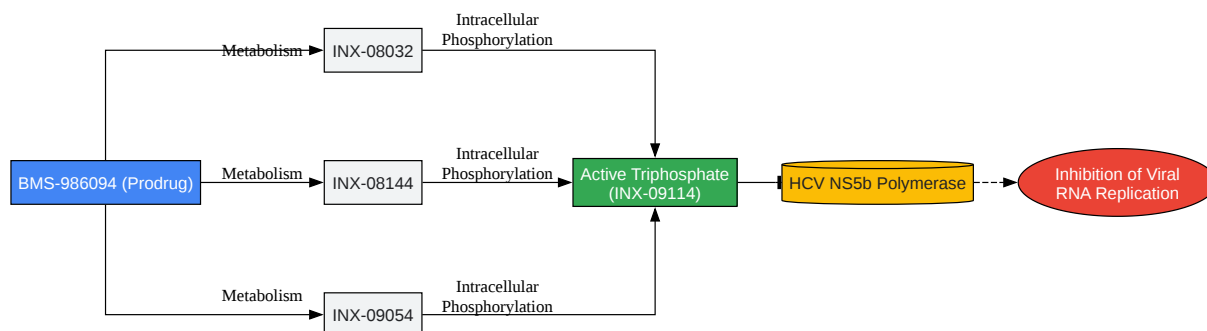 Intracellular
Phosphorylation
Metabolism
INX-08032
BMS-986094 (Prodrug)
Metabolism
INX-08144
Intracellular
Phosphorylation
Active Triphosphate
(INX-09114)
HCV NS5b Polymerase
Inhibition of Viral
RNA Replication
Metabolism
INX-09054
Intracellular
Phosphorylation